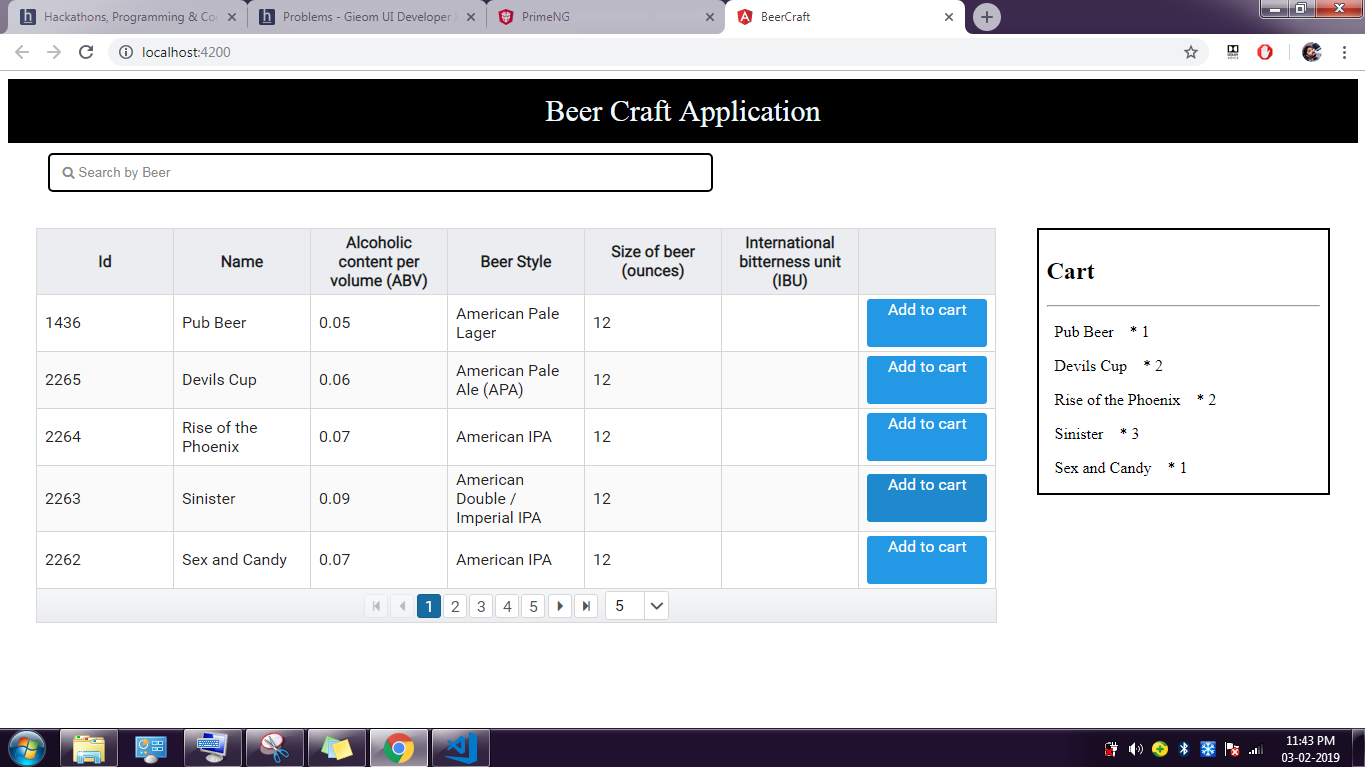 Hackathons, Programming & Co
Problems - Gieom UI Developer
PrimeNG
BeerCraft
localhost:4200
Beer Craft Application
Search by Beer
Id Name Alcoholic content per volume (ABV) Beer Style Size of beer (ounces) International bitterness unit (IBU)
1436 Pub Beer 0.05 American Pale Lager 12 Add to cart
2265 Devils Cup 0.06 American Pale Ale (APA) 12 Add to cart
2264 Rise of the Phoenix 0.07 American IPA 12 Add to cart
2263 Sinister 0.09 American Double / Imperial IPA 12 Add to cart
2262 Sex and Candy 0.07 American IPA 12 Add to cart
1 2 3 4 5 5
Cart
Pub Beer * 1
Devils Cup * 2
Rise of the Phoenix * 2
Sinister * 3
Sex and Candy * 1
11:43 PM
03-02-2019